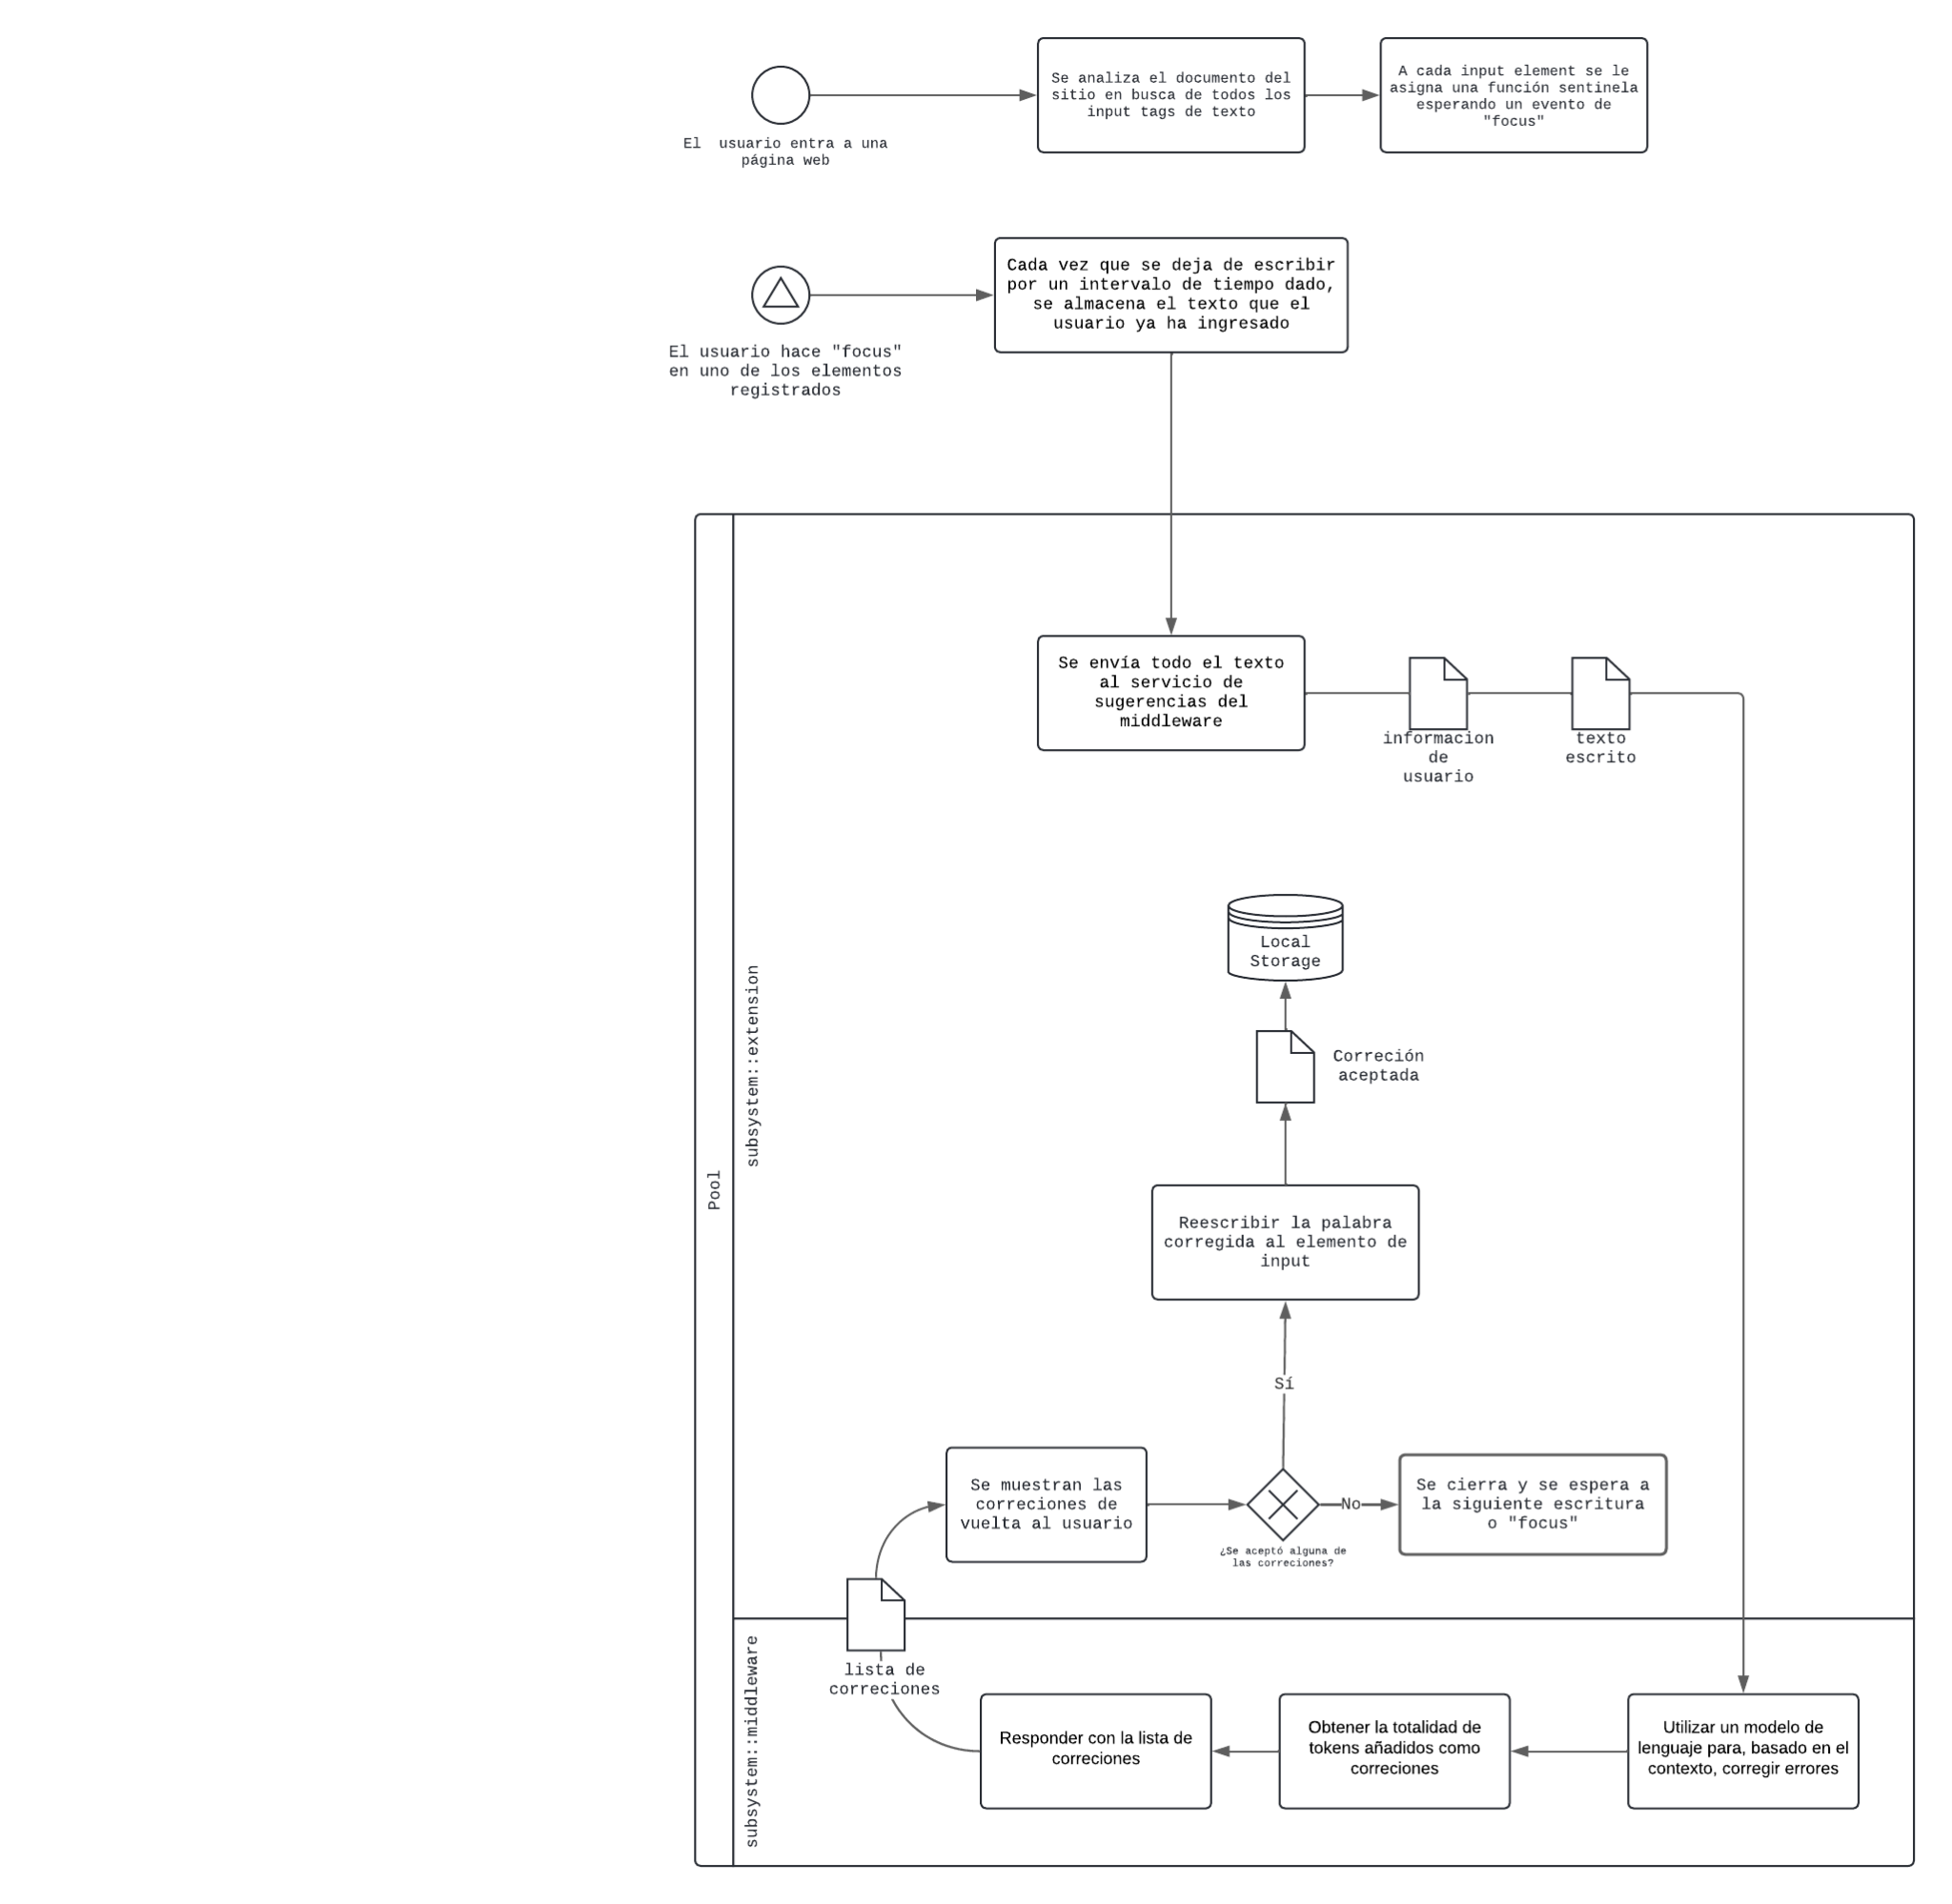 Se analiza el documento del
sitio en busca de todos los
input tags de texto
A cada input element se le
asigna una función sentinela
esperando un evento de
"focus"
El  usuario entra a una
página web
Cada vez que se deja de escribir
por un intervalo de tiempo dado,
se almacena el texto que el
usuario ya ha ingresado
El usuario hace "focus"
en uno de los elementos
registrados
Pool
subsystem::extension
Se envía todo el texto
al servicio de
sugerencias del
middleware
informacion
de
usuario
texto
escrito
Local
Storage
Correción
aceptada
Reescribir la palabra
corregida al elemento de
input
Sí
Se muestran las
correciones de
vuelta al usuario
No
¿Se aceptó alguna de
las correciones?
Se cierra y se espera a
la siguiente escritura
o "focus"
subsystem::middleware
lista de
correciones
Responder con la lista de
correciones
Obtener la totalidad de
tokens añadidos como
correciones
Utilizar un modelo de
lenguaje para, basado en el
contexto, corregir errores